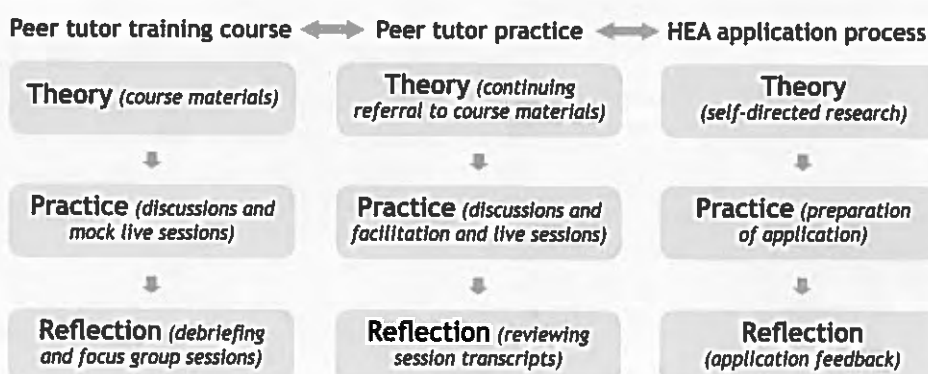 Peer tutor training course
Peer tutor practice
HEA application process
Theory (course materials)
Theory (continuing
referral to course materials)
Theory
(self-directed research)
Practice (discussions and
mock live sessions)
Practice (discussions and
facilitation and live sessions)
Practice (preparation
of application)
Reflection (debriefing
and focus group sessions)
Reflection (reviewing
session transcripts)
Reflection
(application feedback)